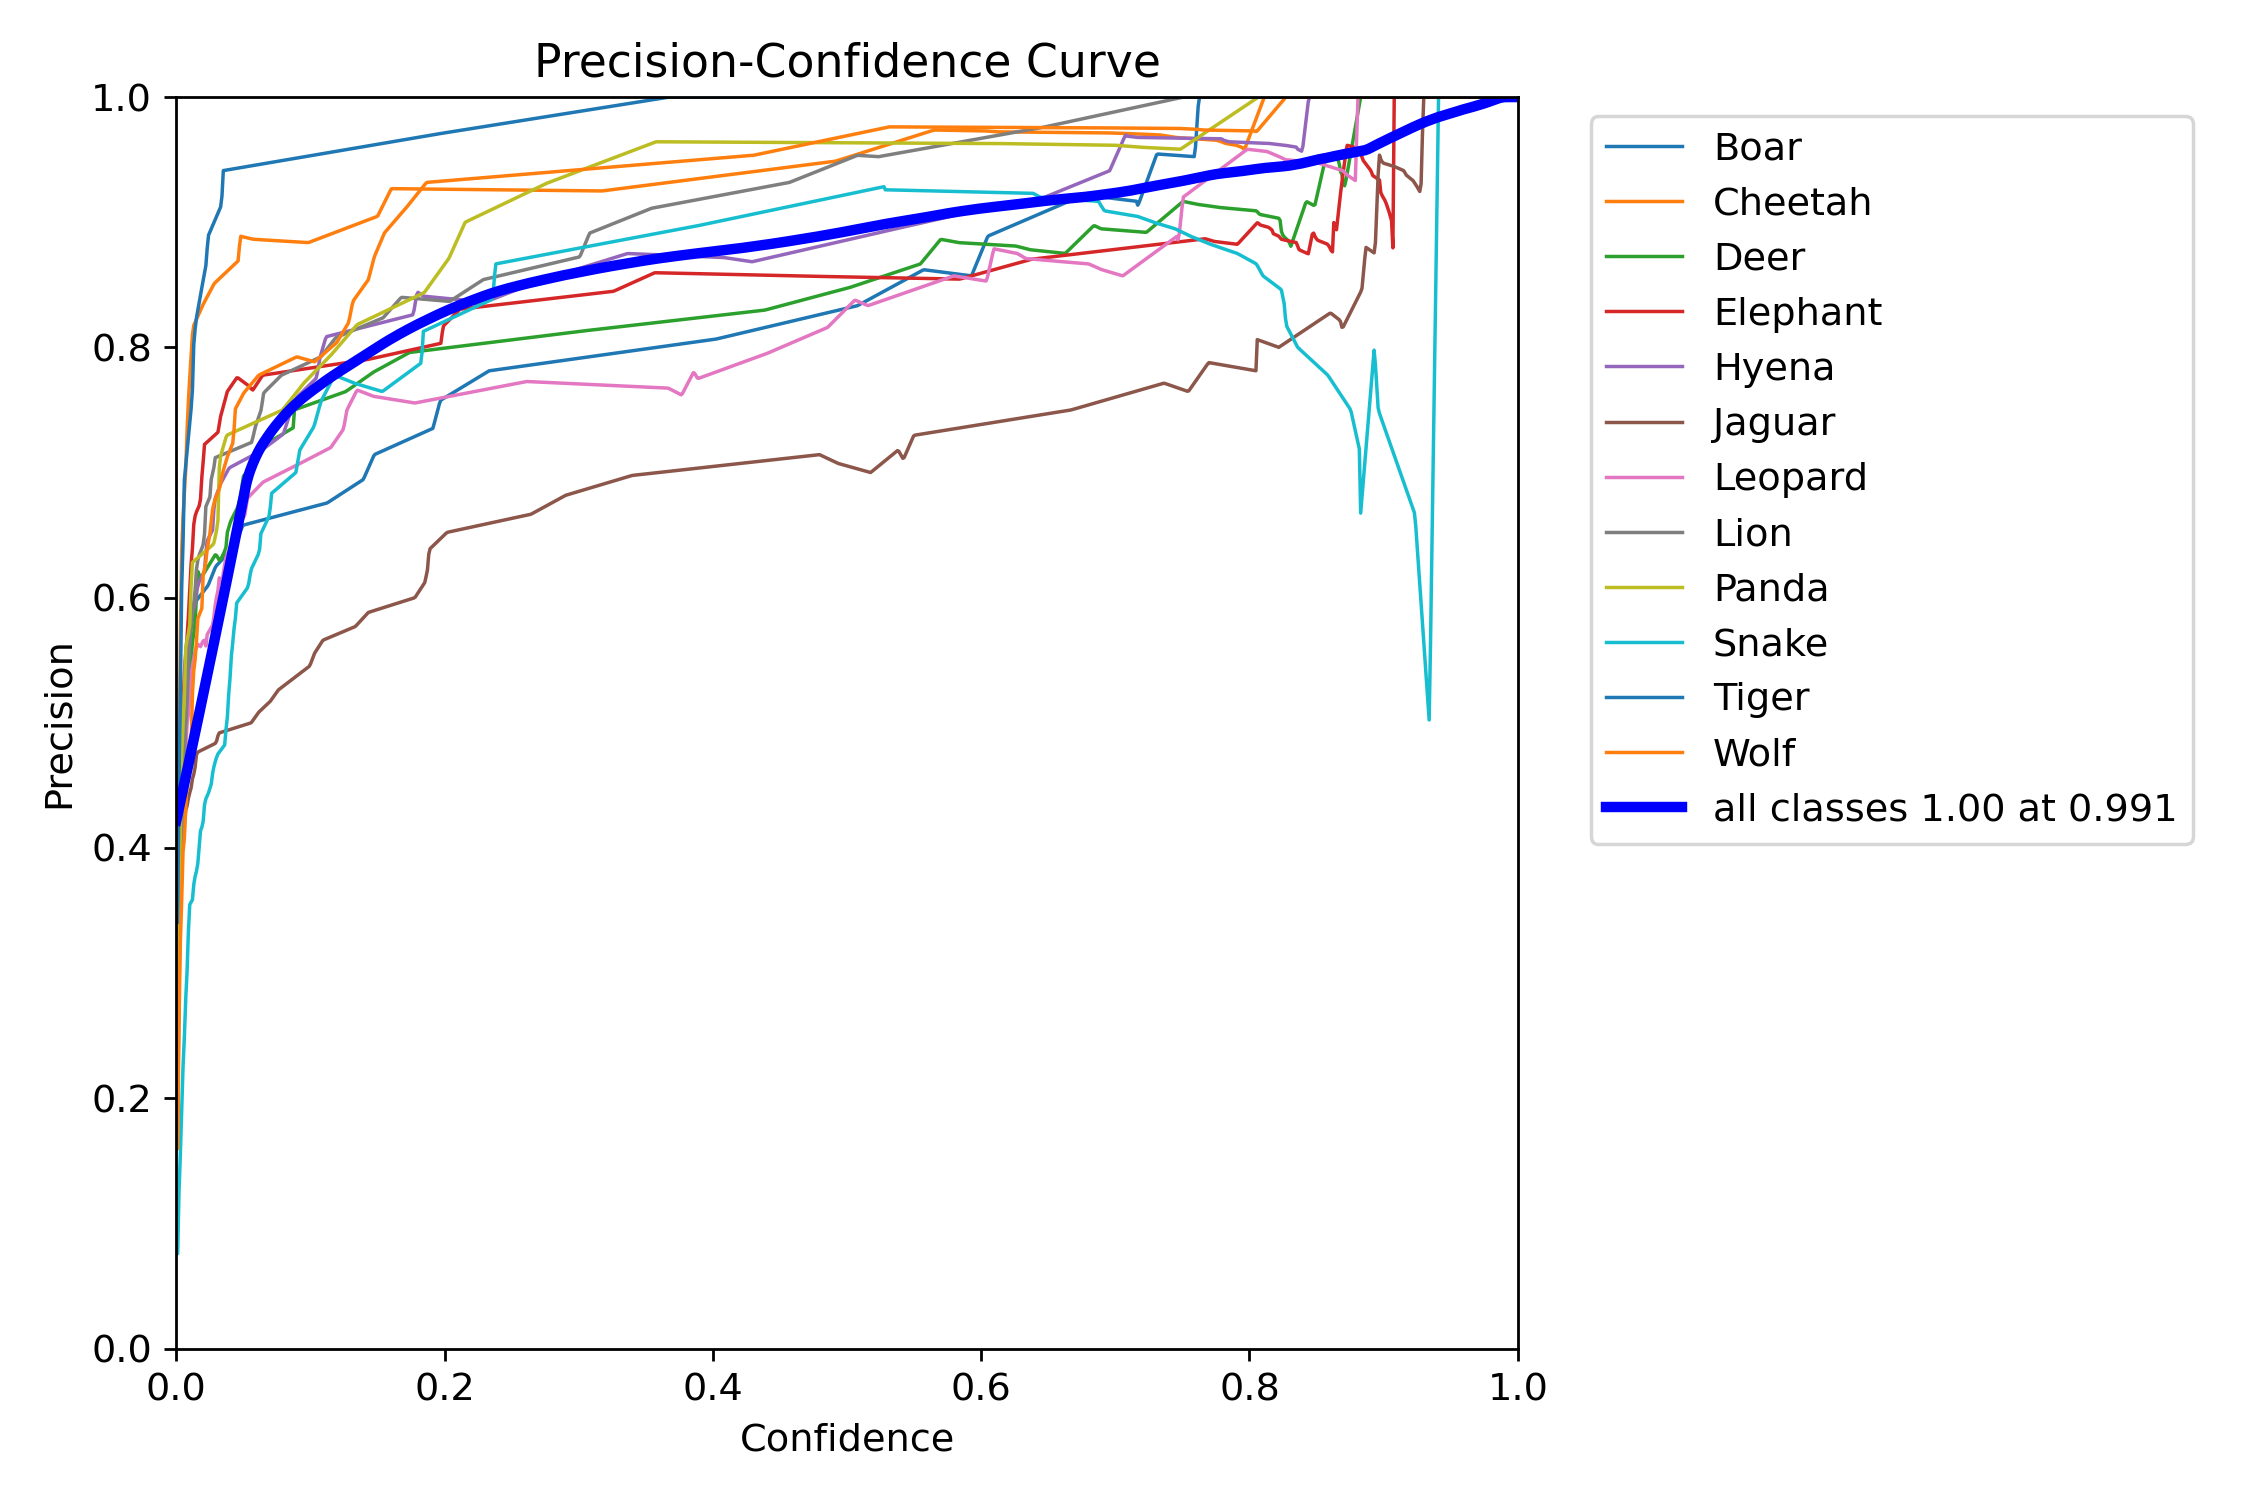 Precision-Confidence Curve
1.0
0.8
0.6
0.4
0.2
0.0
Precision
0.0 0.2 0.4 0.6 0.8 1.0
Confidence
Boar
Cheetah
Deer
Elephant
Hyena
Jaguar
Leopard
Lion
Panda
Snake
Tiger
Wolf
all classes 1.00 at 0.991